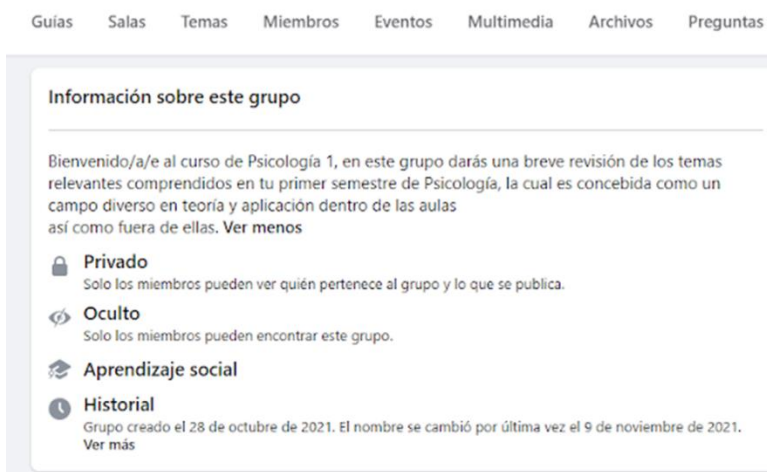 Guías Salas Temas Miembros Eventos Multimedia Archivos Preguntas
Información sobre este grupo
Bienvenido/a/e al curso de Psicología 1, en este grupo darás una breve revisión de los temas
relevantes comprendidos en tu primer semestre de Psicología, la cual es concebida como un
campo diverso en teoría y aplicación dentro de las aulas
así como fuera de ellas. Ver menos
Privado
Solo los miembros pueden ver quién pertenece al grupo y lo que se publica.
Oculto
Solo los miembros pueden encontrar este grupo.
Aprendizaje social
Historial
Grupo creado el 28 de octubre de 2021. El nombre se cambió por última vez el 9 de noviembre de 2021.
Ver más